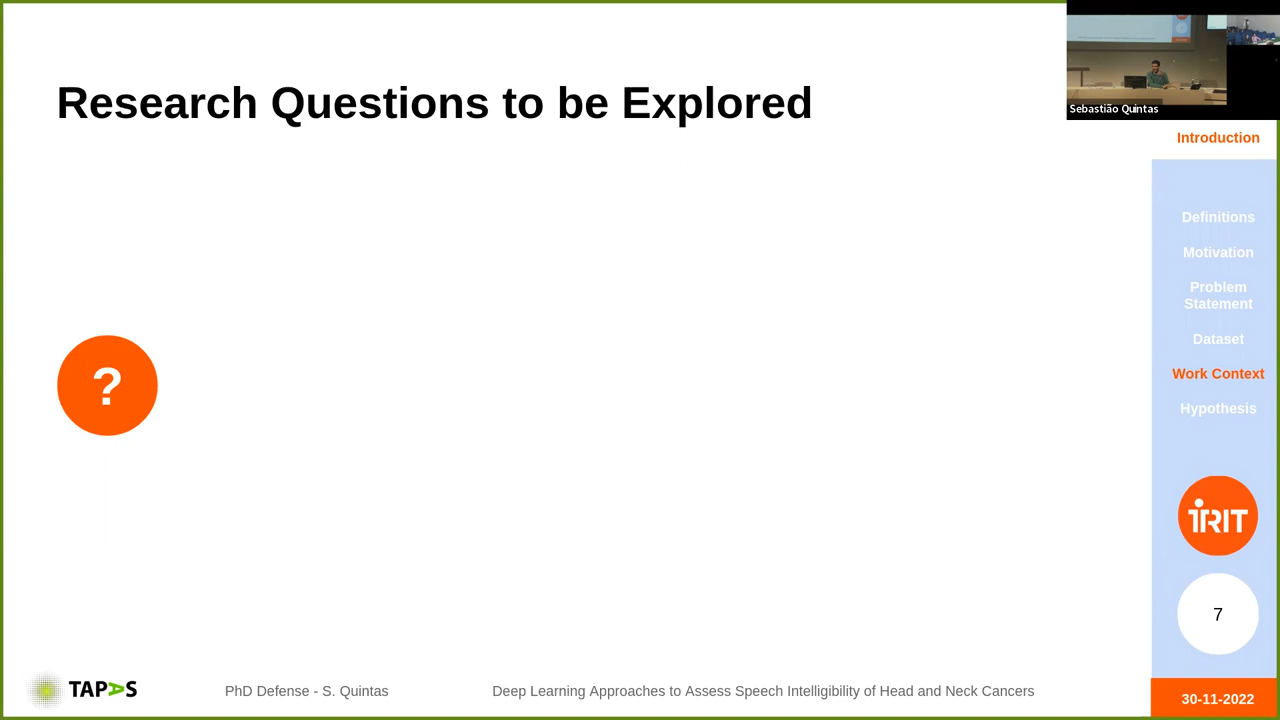 Research Questions to be Explored
?
Sebastião Quintas
Introduction
Definitions
Motivation
Problem
Statement
Dataset
Work Context
Hypothesis
iRIT
7
TAPAS
PhD Defense - S. Quintas
Deep Learning Approaches to Assess Speech Intelligibility of Head and Neck Cancers
30-11-2022